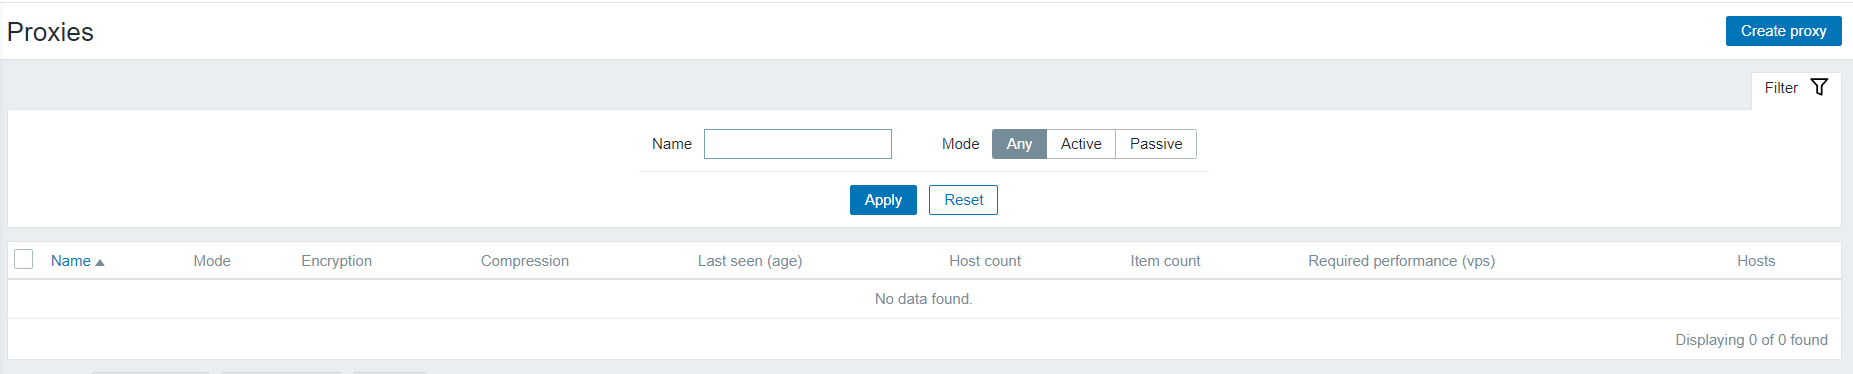 Proxies
Create proxy
Filter
Name Mode Any Active Passive
Apply Reset
Name Mode Encryption Compression Last seen (age) Host count Item count Required performance (vps) Hosts
No data found.
Displaying 0 of 0 found